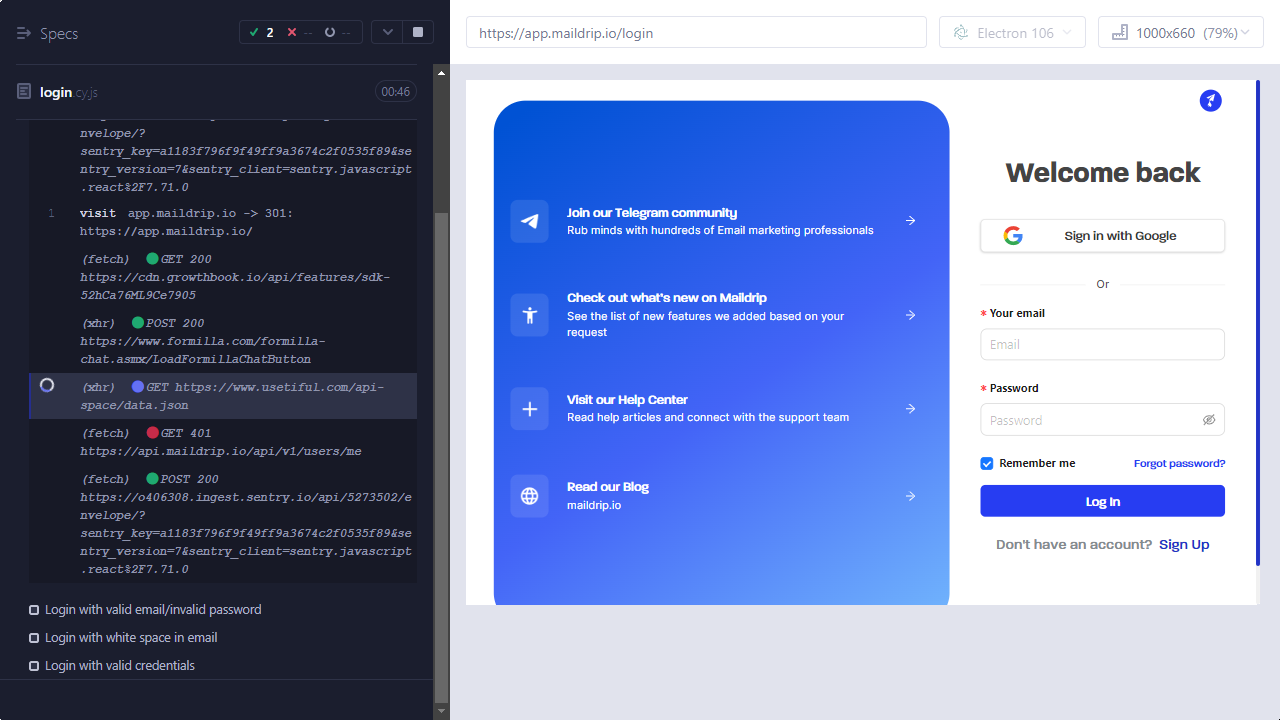 Specs
2
--
--
login.cy.js
00:46
nvelope/?
sentry_key=a1183f796f9f49ff9a3674c2f0535f89&se
ntry_version=7&sentry_client=sentry.javascript
.react%2F7.71.0
1 visit app.maildrip.io -> 301:
https://app.maildrip.io/
(fetch) GET 200
https://cdn.growthbook.io/api/features/sdk-
52hCa76ML9Ce7905
(xhr) POST 200
https://www.formilla.com/formilla-
chat.asmx/LoadFormillaChatButton
(xhr) GET https://www.usetiful.com/api-
space/data.json
(fetch) GET 401
https://api.maildrip.io/api/v1/users/me
(fetch) POST 200
https://o406308.ingest.sentry.io/api/5273502/e
nvelope/?
sentry_key=a1183f796f9f49ff9a3674c2f0535f89&se
ntry_version=7&sentry_client=sentry.javascript
.react%2F7.71.0
Login with valid email/invalid password
Login with white space in email
Login with valid credentials
https://app.maildrip.io/login
Electron 106
1000x660 (79%)
Join our Telegram community
Rub minds with hundreds of Email marketing professionals
Check out what's new on Maildrip
See the list of new features we added based on your
request
Visit our Help Center
Read help articles and connect with the support team
Read our Blog
maildrip.io
Welcome back
Sign in with Google
Or
* Your email
Email
* Password
Password
Remember me
Forgot password?
Log In
Don't have an account? Sign Up